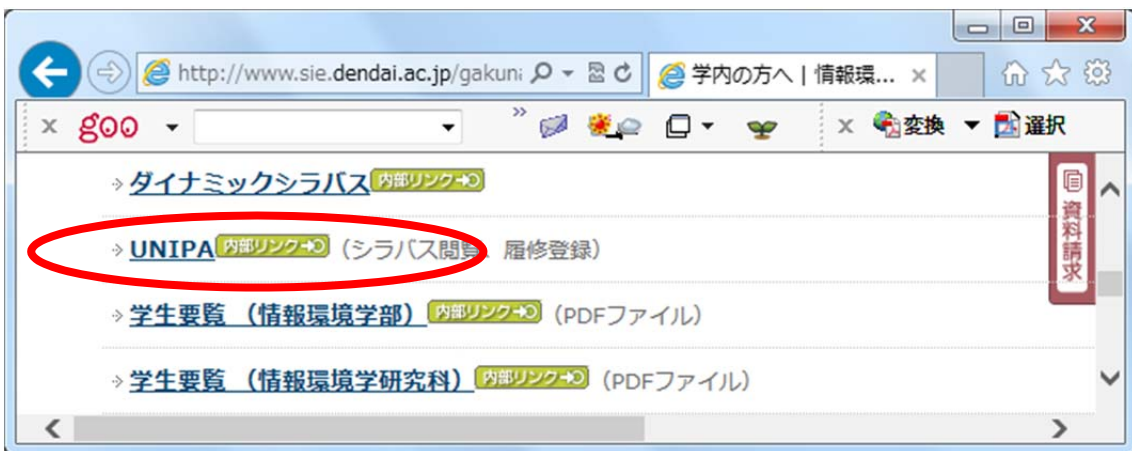 http://www.sie.dendai.ac.jp/gakuni
学内の方へ | 情報環...
goo
変換
選択
ダイナミックシラバス 内部リンク
UNIPA 内部リンク (シラバス閲覧、履修登録)
学生要覧 (情報環境学部) 内部リンク (PDFファイル)
学生要覧 (情報環境学研究科) 内部リンク (PDFファイル)
資料請求